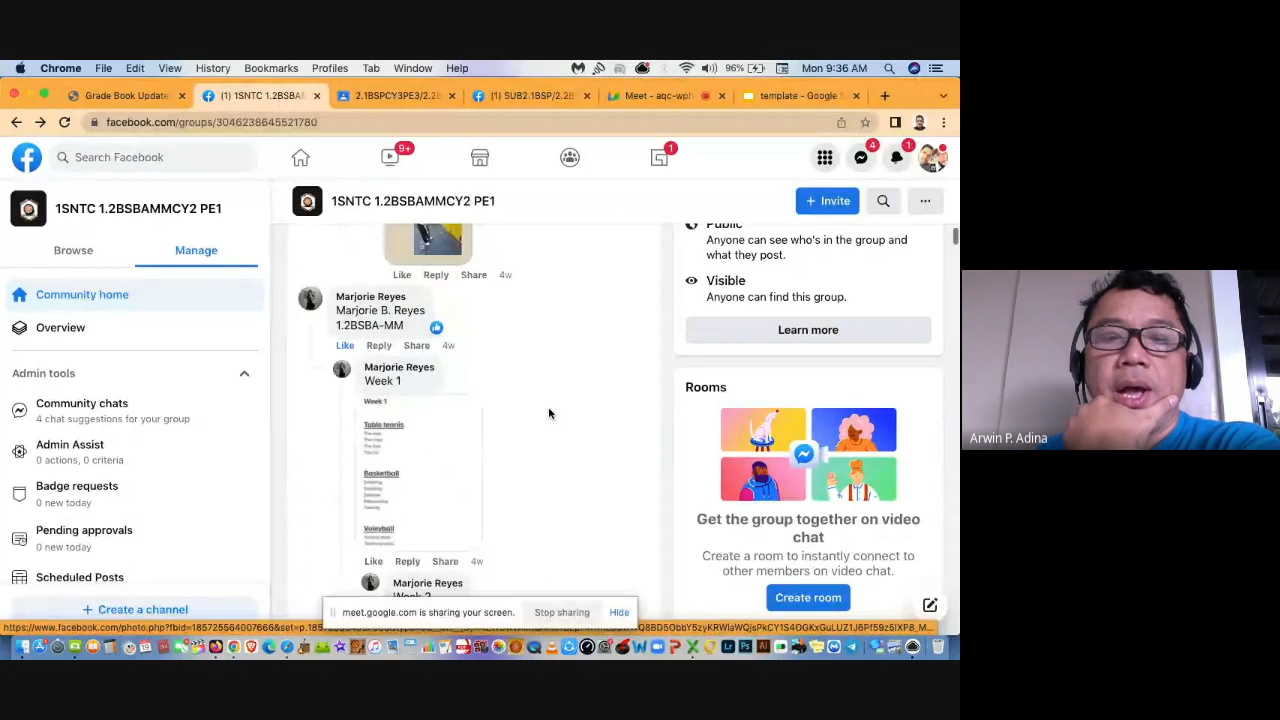 Chrome File Edit View History Bookmarks Profiles Tab Window Help
96% Mon 9:36 AM
Grade Book Update
(1) 1SNTC 1.2BSBA
2.1BSPCY3PE3/2.2
(1) SUB2.1BSP/2.2
Meet - aqc-wph
template - Google
facebook.com/groups/3046238645521780
Search Facebook
9+
1
4
1
1SNTC 1.2BSBAMMCY2 PE1
Browse
Manage
Community home
Overview
Admin tools
Community chats
4 chat suggestions for your group
Admin Assist
0 actions, 0 criteria
Badge requests
0 new today
Pending approvals
0 new today
Scheduled Posts
+ Create a channel
1SNTC 1.2BSBAMMCY2 PE1
+ Invite
Like Reply Share 4w
Marjorie Reyes
Marjorie B. Reyes
1.2BSBA-MM
Like Reply Share 4w
Marjorie Reyes
Week 1
Week 1
Table tennis
Basketball
Volleyball
Like Reply Share 4w
Marjorie Reyes
Week 2
Public
Anyone can see who's in the group and
what they post.
Visible
Anyone can find this group.
Learn more
Rooms
Get the group together on video
chat
Create a room to instantly connect to
other members on video chat.
Create room
meet.google.com is sharing your screen.
Stop sharing
Hide
Arwin P. Adina